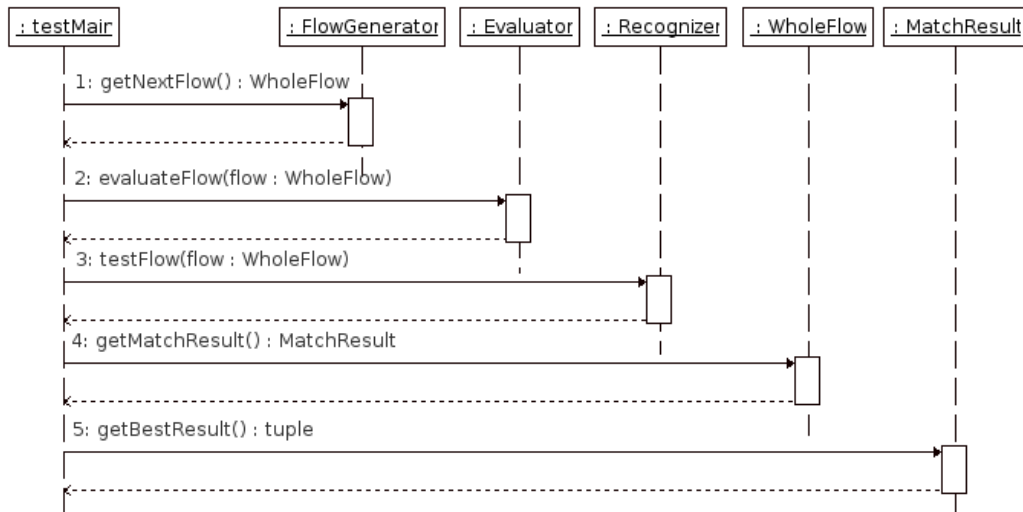 : testMain
: FlowGenerator
: Evaluator
: Recognizer
: WholeFlow
: MatchResult
1: getNextFlow() : WholeFlow
2: evaluateFlow(flow : WholeFlow)
3: testFlow(flow : WholeFlow)
4: getMatchResult() : MatchResult
5: getBestResult() : tuple